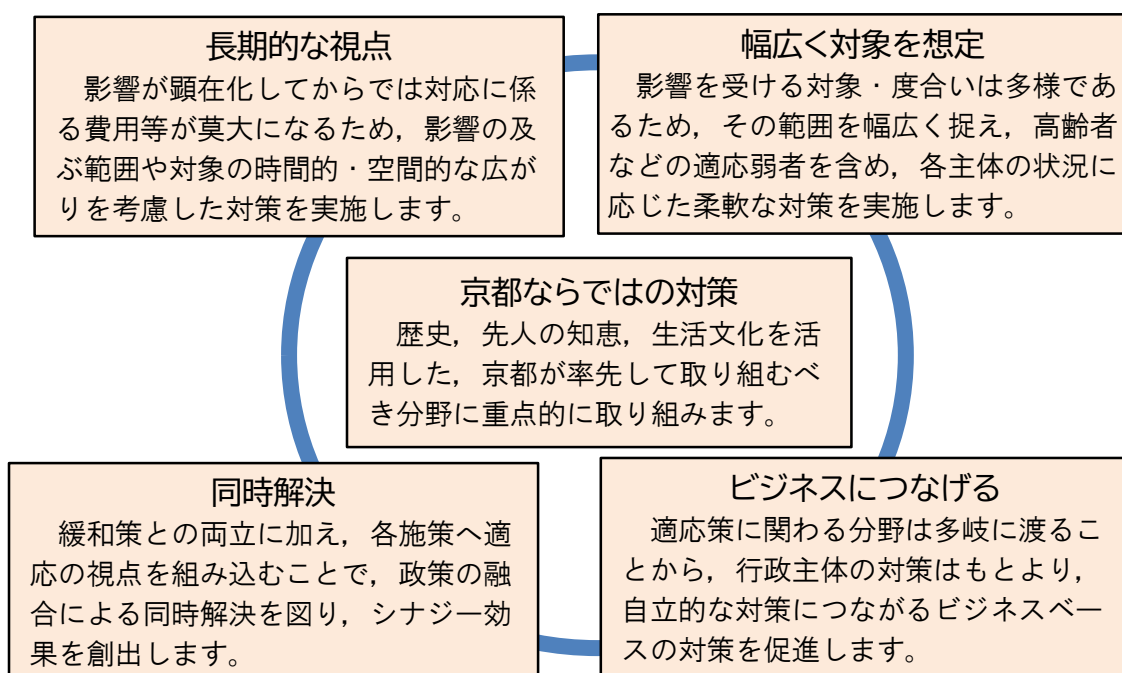 長期的な視点
影響が顕在化してからでは対応に係
る費用等が莫大になるため，影響の及
ぶ範囲や対象の時間的・空間的な広が
りを考慮した対策を実施します。
幅広く対象を想定
影響を受ける対象・度合いは多様であ
るため，その範囲を幅広く捉え，高齢者
などの適応弱者を含め，各主体の状況に
応じた柔軟な対策を実施します。
京都ならではの対策
歴史，先人の知恵，生活文化を活
用した，京都が率先して取り組むべ
き分野に重点的に取り組みます。
同時解決
緩和策との両立に加え，各施策へ適
応の視点を組み込むことで，政策の融
合による同時解決を図り，シナジー効
果を創出します。
ビジネスにつなげる
適応策に関わる分野は多岐に渡るこ
とから，行政主体の対策はもとより，
自立的な対策につながるビジネスベー
スの対策を促進します。